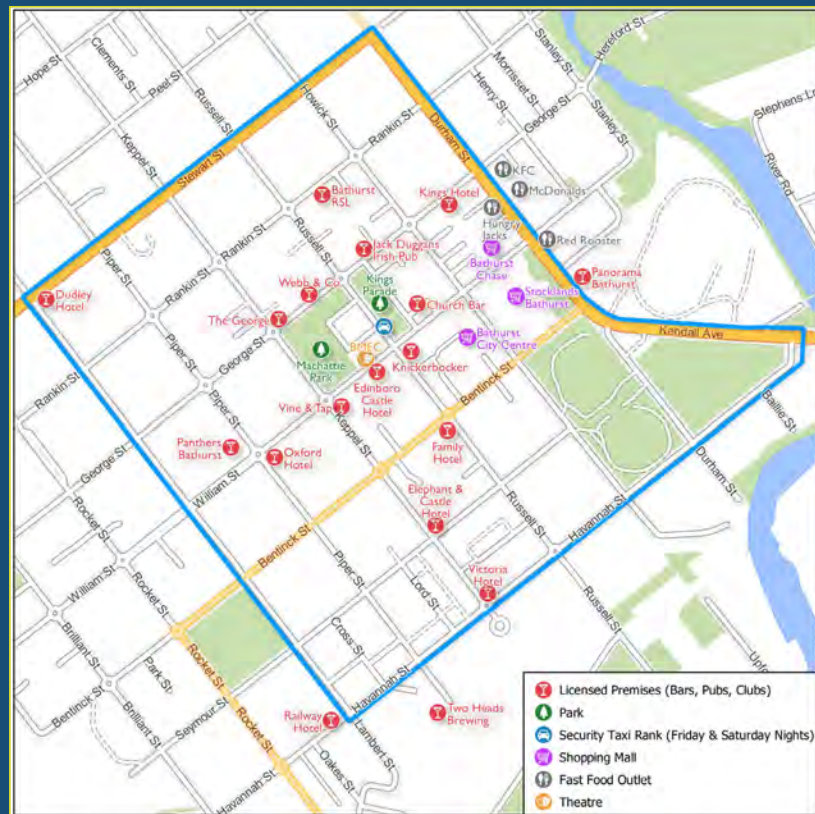 Hope St
Clements St
Peel St
Russell St
Keppel St
Howick St
Rankin St
Stewart St
Durham St
Henry St
Morrisset St
George St
Stanley St
Hereford St
Stanley St
Stephens Ln
River Rd
KFC
McDonalds
Hungry
Jacks
Red Rooster
Kings Hotel
Bathurst
RSL
Jack Duggans
Irish Pub
Bathurst
Chase
Stocklands
Bathurst
Panorama
Bathurst
Kendall Ave
Dudley
Hotel
Piper St
Rankin St
Rankin St
Russell St
Webb & Co
Kings
Parade
Church Bar
The George
George St
BMEC
Machattie
Park
Knickerbocker
Bathurst
City Centre
Edinboro
Castle
Hotel
Bentinck St
Vine & Tap
Keppel St
Piper St
Panthers
Bathurst
Oxford
Hotel
William St
Family
Hotel
Elephant &
Castle
Hotel
Russell St
Havannah St
Durham St
Baillie St
George St
Rocket St
Bentinck St
Piper St
Lord St
Victoria
Hotel
Russell St
William St
Rocket St
Brilliant St
Park St
Cross St
Havannah St
Bentinck St
Brilliant St
Seymour St
Rocket St
Railway
Hotel
Two Heads
Brewing
Lambert St
Oakes St
Havannah St
Licensed Premises (Bars, Pubs, Clubs)
Park
Security Taxi Rank (Friday & Saturday Nights)
Shopping Mall
Fast Food Outlet
Theatre